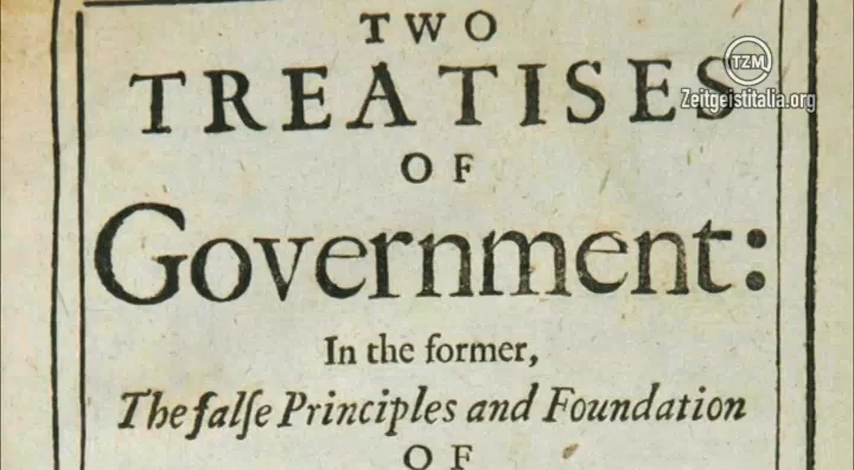 TWO
TREATISES
OF
Government:
In the former,
The falſe Principles and Foundation
OF
TZM
Zeitgeistitalia.org